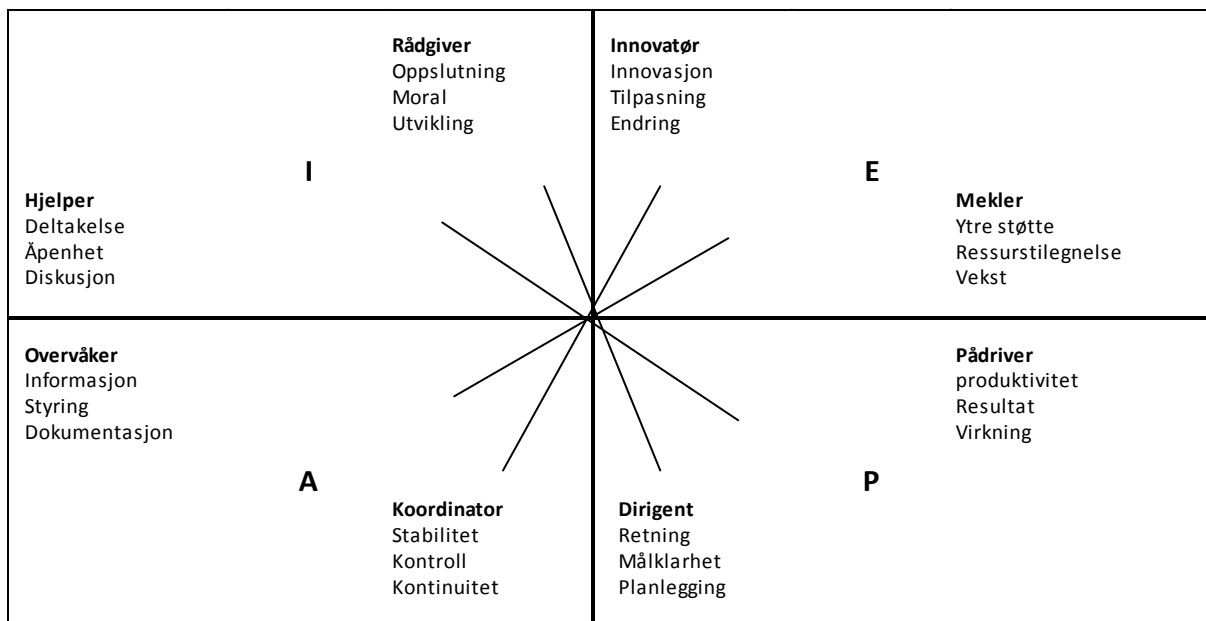 Rådgiver
Oppslutning
Moral
Utvikling
I
Hjelper
Deltakelse
Åpenhet
Diskusjon
Innovatør
Innovasjon
Tilpasning
Endring
E
Mekler
Ytre støtte
Ressurstilegnelse
Vekst
Overvåker
Informasjon
Styring
Dokumentasjon
A
Koordinator
Stabilitet
Kontroll
Kontinuitet
Pådriver
produktivitet
Resultat
Virkning
P
Dirigent
Retning
Målklarhet
Planlegging